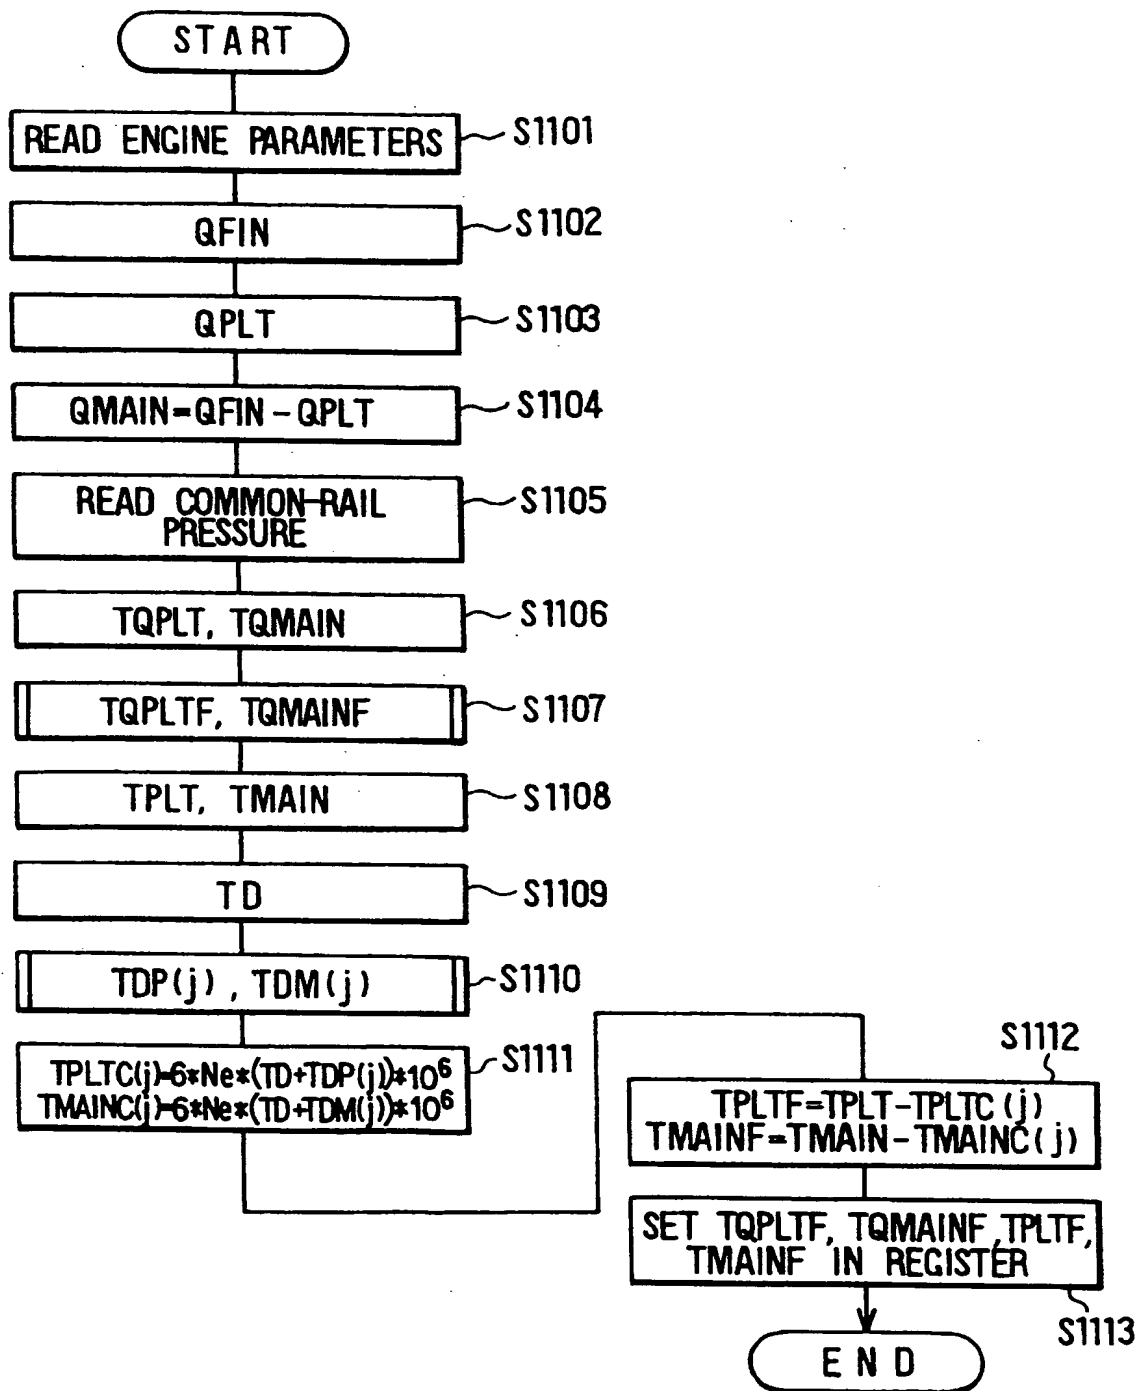 START
READ ENGINE PARAMETERS
S1101
QFIN
S1102
QPLT
S1103
QMAIN=QFIN-QPLT
S1104
READ COMMON-RAIL
PRESSURE
S1105
TQPLT, TQMAIN
S1106
TQPLTF, TQMAINF
S1107
TPLT, TMAIN
S1108
TD
S1109
TDP(j), TDM(j)
S1110
TPLTC(j)=6*Ne*(TD+TDP(j))*10⁶
TMAINC(j)=6*Ne*(TD+TDM(j))*10⁶
S1111
S1112
TPLTF=TPLT-TPLTC(j)
TMAINF=TMAIN-TMAINC(j)
SET TQPLTF, TQMAINF, TPLTF,
TMAINF IN REGISTER
S1113
END